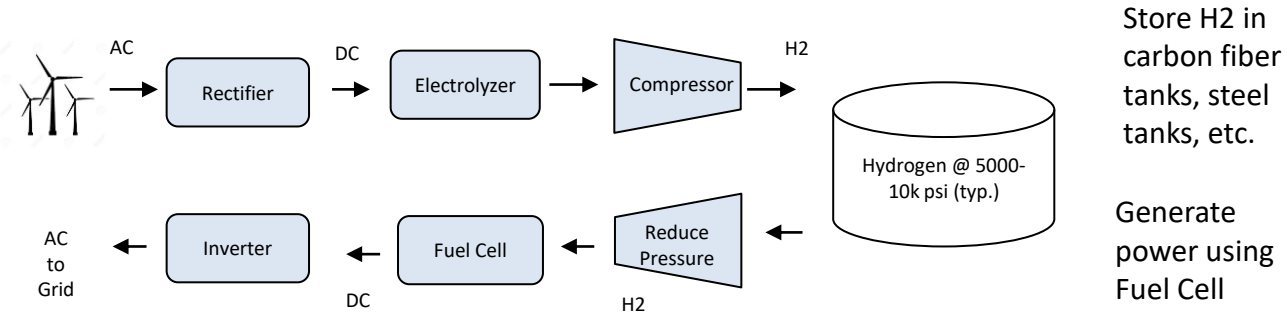 AC
Rectifier
DC
Electrolyzer
Compressor
H2
Hydrogen @ 5000-
10k psi (typ.)
Store H2 in
carbon fiber
tanks, steel
tanks, etc.
AC
to
Grid
Inverter
DC
Fuel Cell
H2
Reduce
Pressure
Generate
power using
Fuel Cell